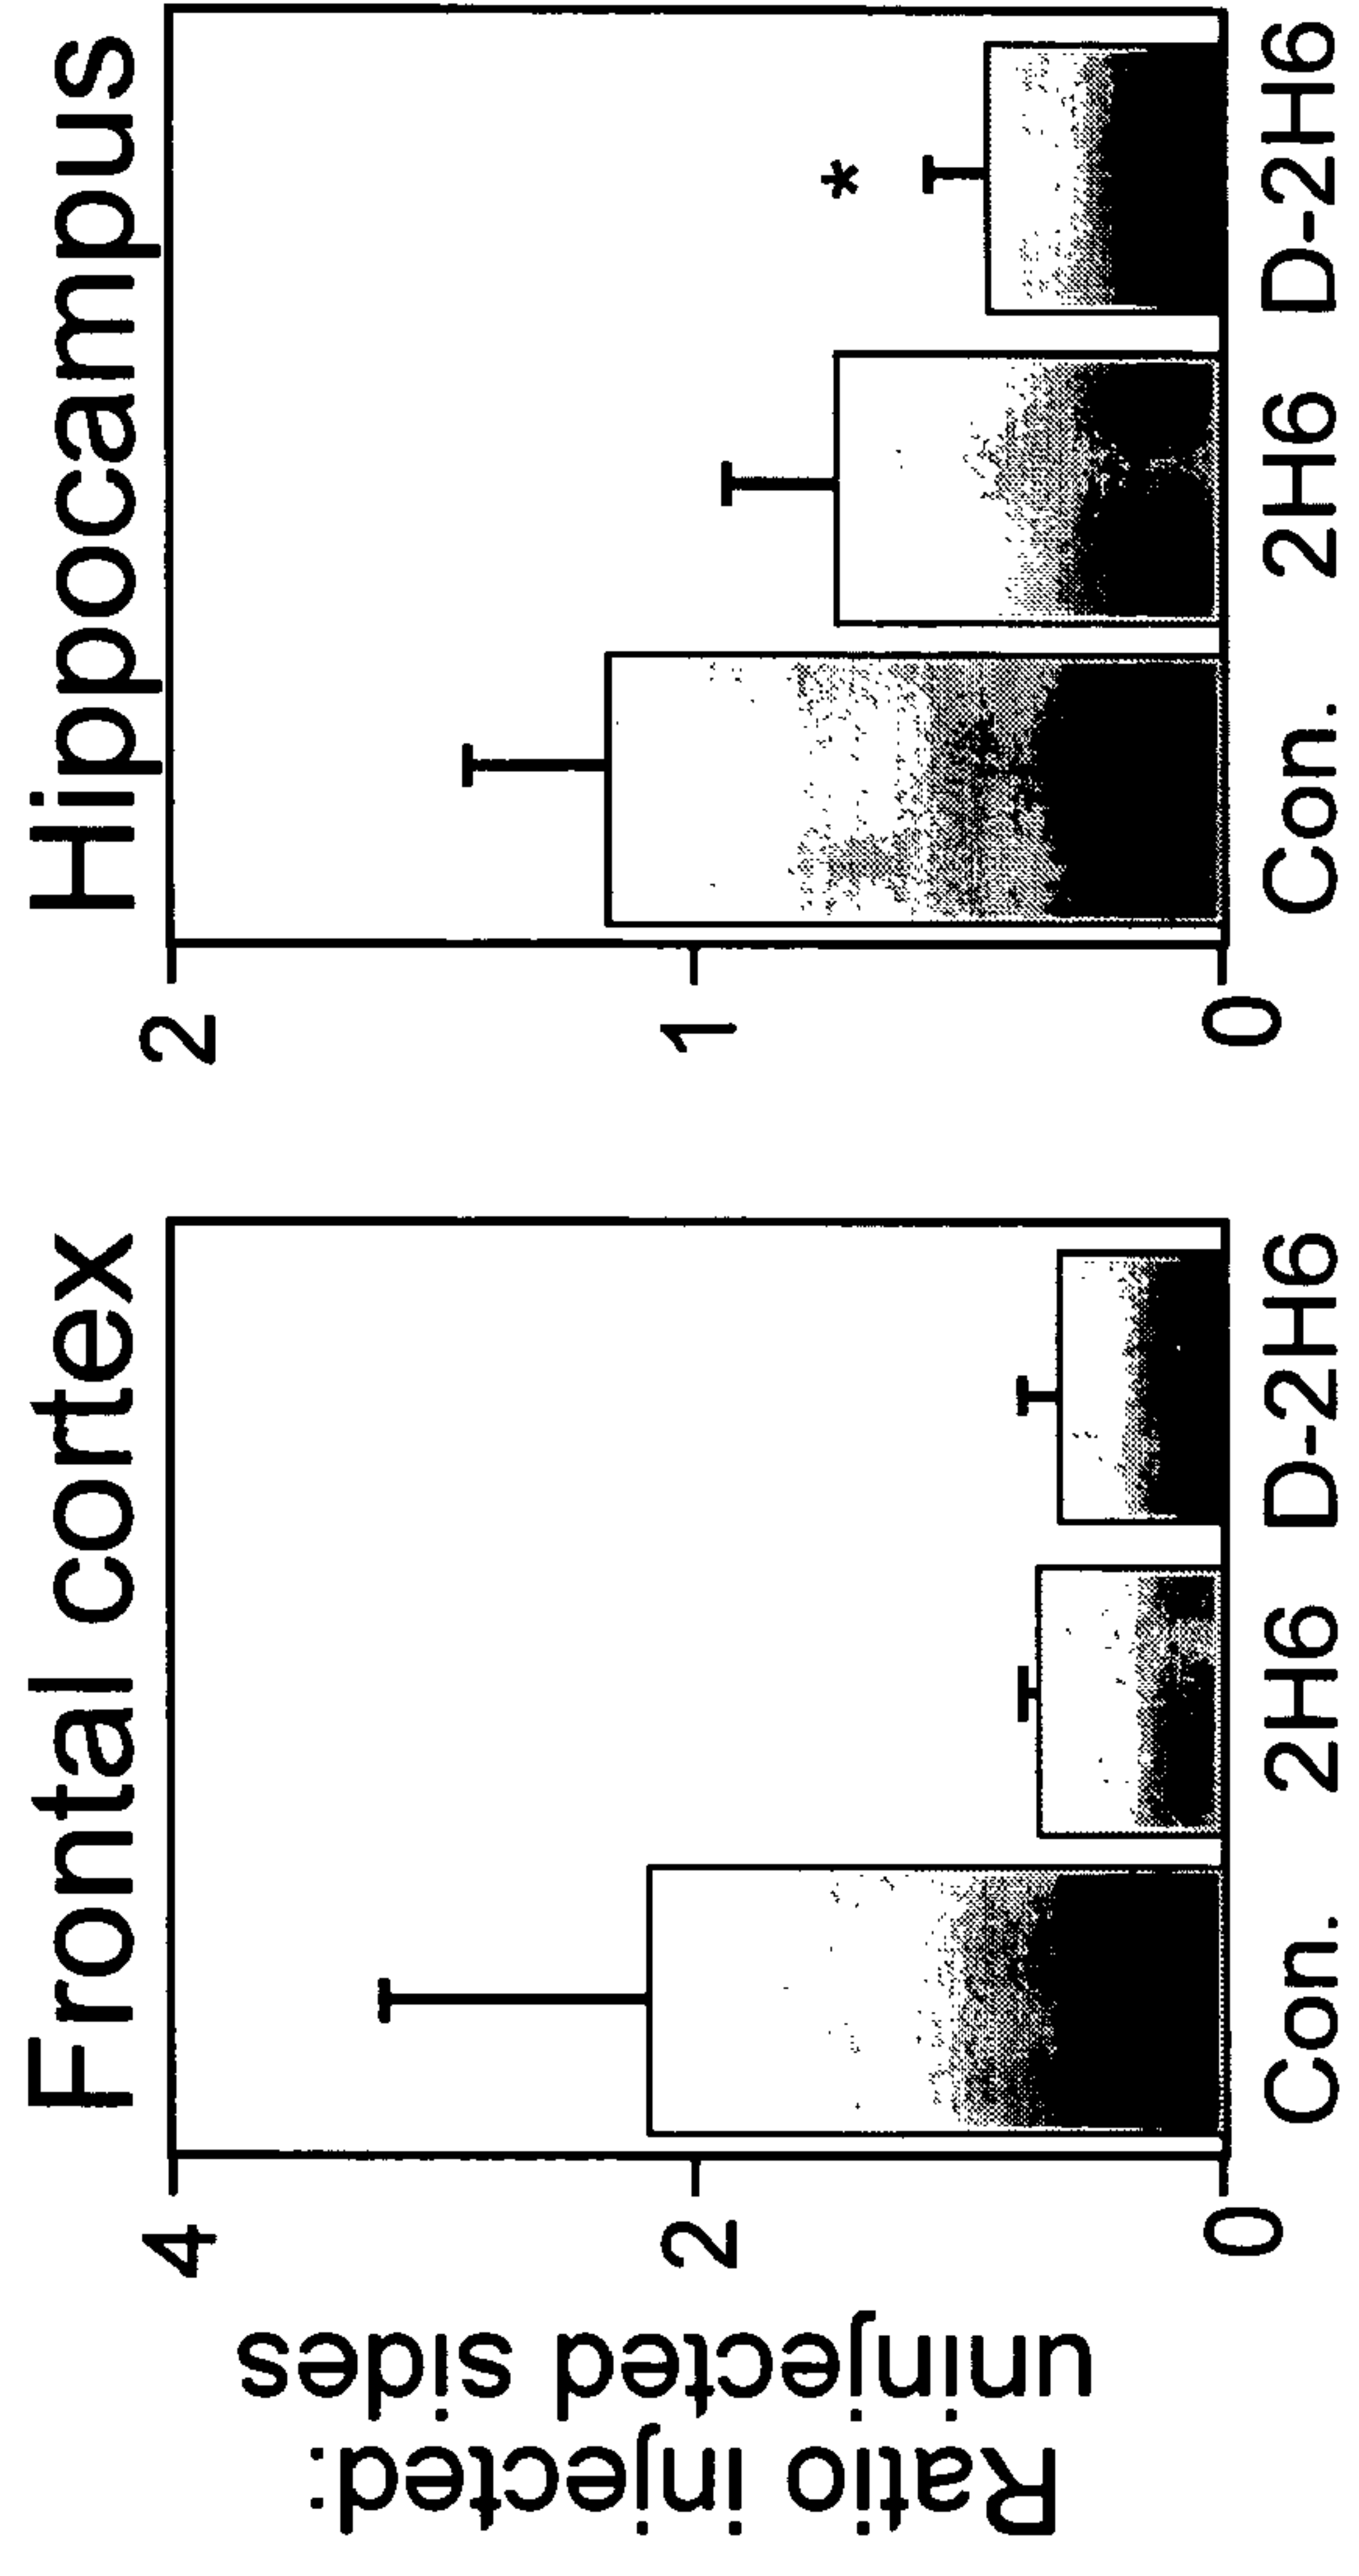 Frontal cortex
Hippocampus
Ratio injected:
uninjected sides
4
2
0
Con. 2H6 D-2H6
2
1
0
*
Con. 2H6 D-2H6